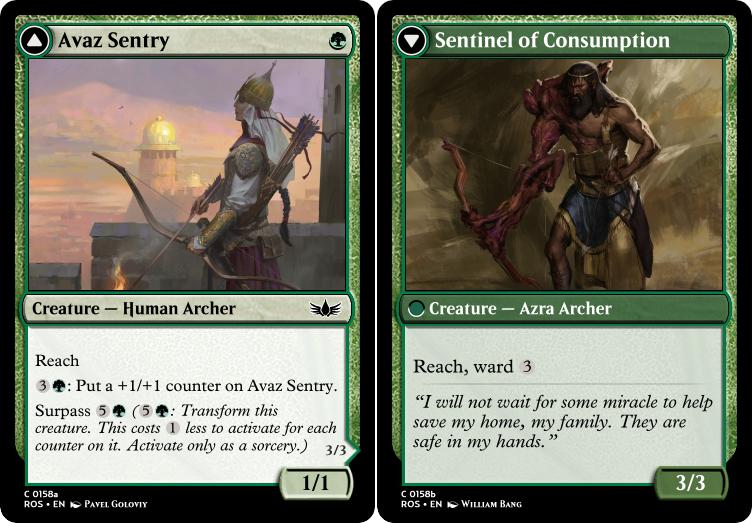 Avaz Sentry
Creature — Human Archer
Reach
3: Put a +1/+1 counter on Avaz Sentry.
Surpass 5 (5: Transform this
creature. This costs 1 less to activate for each
counter on it. Activate only as a sorcery.)
3/3
1/1
C 0158a
ROS • EN PAVEL GOLOVIY
Sentinel of Consumption
Creature — Azra Archer
Reach, ward 3
"I will not wait for some miracle to help
save my home, my family. They are
safe in my hands."
3/3
C 0158b
ROS • EN WILLIAM BANG